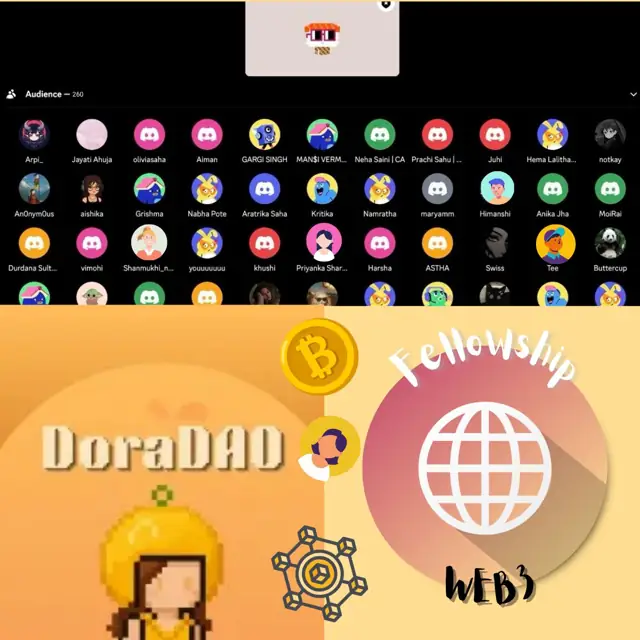 Audience — 260
Arpi_ Jayati Ahuja oliviasaha Aiman GARGI SINGH MAN$I VERM... Neha Saini | CA Prachi Sahu | ... Juhi Hema Lalitha... notkay
An0nym0us aishika Grishma Nabha Pote Aratrika Saha Kritika Namratha maryamm Himanshi Anika Jha MoiRai
Durdana Sult... vimohi Shanmukhi_n... youuuuuuu khushi Priyanka Shar... Harsha ASTHA Swiss Tee Buttercup
Fellowship
DoraDAO
WEB3